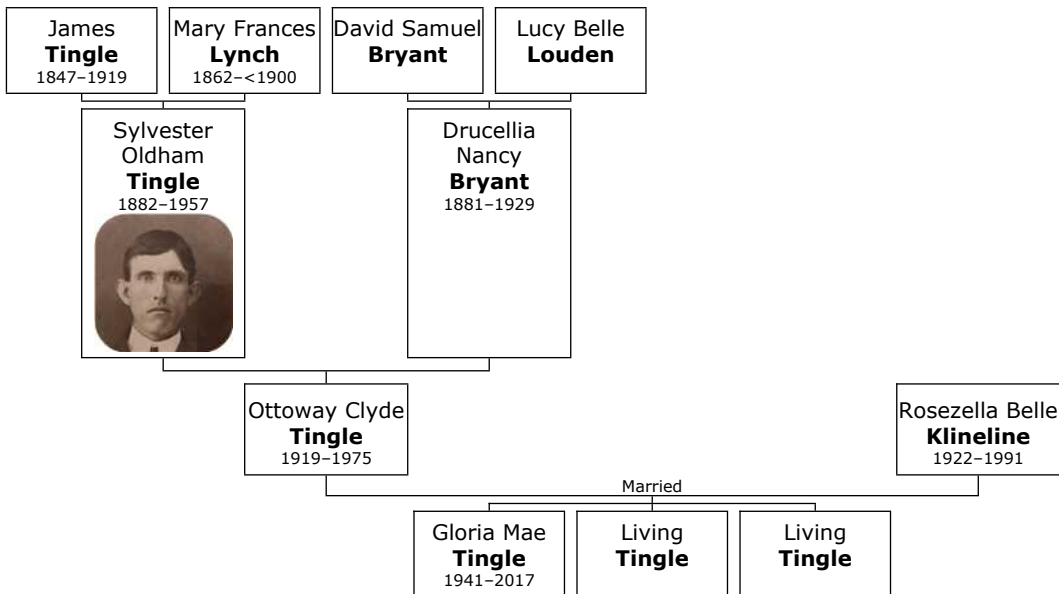 James
Tingle
1847–1919
Mary Frances
Lynch
1862–<1900
David Samuel
Bryant
Lucy Belle
Louden
Sylvester
Oldham
Tingle
1882–1957
Drucellia
Nancy
Bryant
1881–1929
Ottoway Clyde
Tingle
1919–1975
Rosezella Belle
Klineline
1922–1991
Married
Gloria Mae
Tingle
1941–2017
Living
Tingle
Living
Tingle